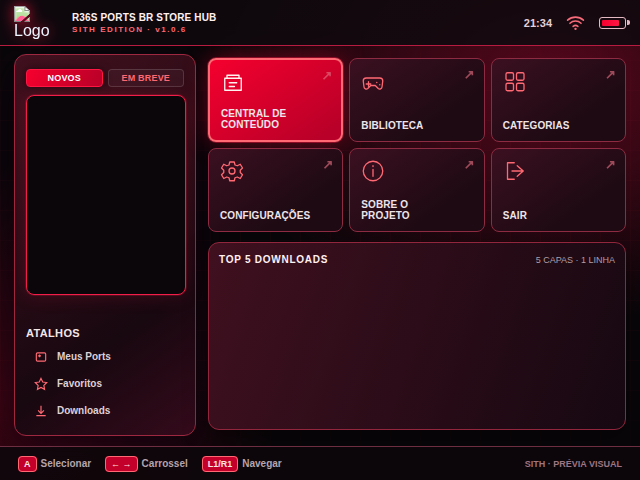 Logo
R36S PORTS BR STORE HUB
SITH EDITION · v1.0.6
21:34
NOVOS
EM BREVE
ATALHOS
Meus Ports
Favoritos
Downloads
CENTRAL DE
CONTEÚDO
BIBLIOTECA
CATEGORIAS
CONFIGURAÇÕES
SOBRE O
PROJETO
SAIR
TOP 5 DOWNLOADS
5 CAPAS · 1 LINHA
A Selecionar
←→ Carrossel
L1/R1 Navegar
SITH · PRÉVIA VISUAL